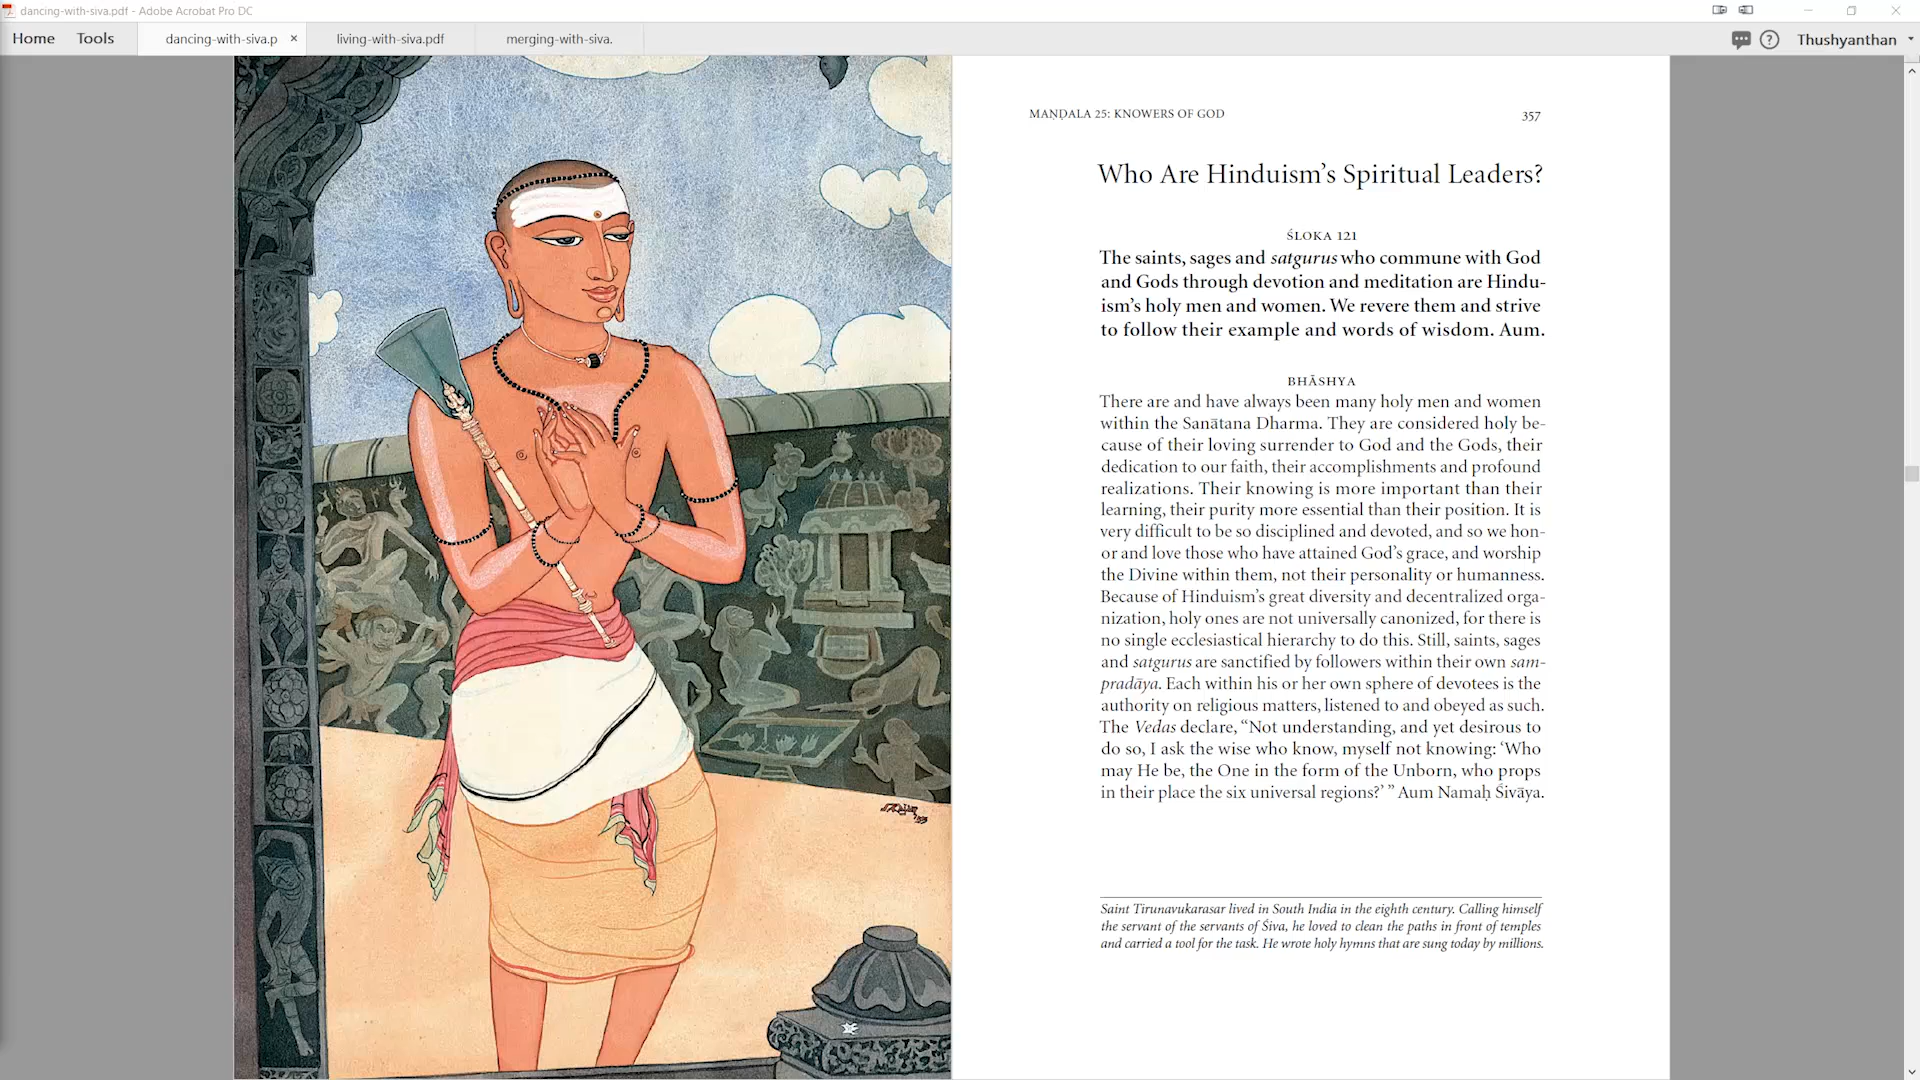 dancing-with-siva.pdf - Adobe Acrobat Pro DC
Home Tools dancing-with-siva.p × living-with-siva.pdf merging-with-siva. ? Thushyanthan
MAṆḌALA 25: KNOWERS OF GOD 357
Who Are Hinduism’s Spiritual Leaders?
ŚLOKA 121
The saints, sages and satgurus who commune with God
and Gods through devotion and meditation are Hindu-
ism’s holy men and women. We revere them and strive
to follow their example and words of wisdom. Aum.
BHĀSHYA
There are and have always been many holy men and women
within the Sanātana Dharma. They are considered holy be-
cause of their loving surrender to God and the Gods, their
dedication to our faith, their accomplishments and profound
realizations. Their knowing is more important than their
learning, their purity more essential than their position. It is
very difficult to be so disciplined and devoted, and so we hon-
or and love those who have attained God’s grace, and worship
the Divine within them, not their personality or humanness.
Because of Hinduism’s great diversity and decentralized orga-
nization, holy ones are not universally canonized, for there is
no single ecclesiastical hierarchy to do this. Still, saints, sages
and satgurus are sanctified by followers within their own sam-
pradāya. Each within his or her own sphere of devotees is the
authority on religious matters, listened to and obeyed as such.
The Vedas declare, “Not understanding, and yet desirous to
do so, I ask the wise who know, myself not knowing: ‘Who
may He be, the One in the form of the Unborn, who props
in their place the six universal regions?’ ” Aum Namaḥ Śivāya.
Saint Tirunavukarasar lived in South India in the eighth century. Calling himself
the servant of the servants of Śiva, he loved to clean the paths in front of temples
and carried a tool for the task. He wrote holy hymns that are sung today by millions.